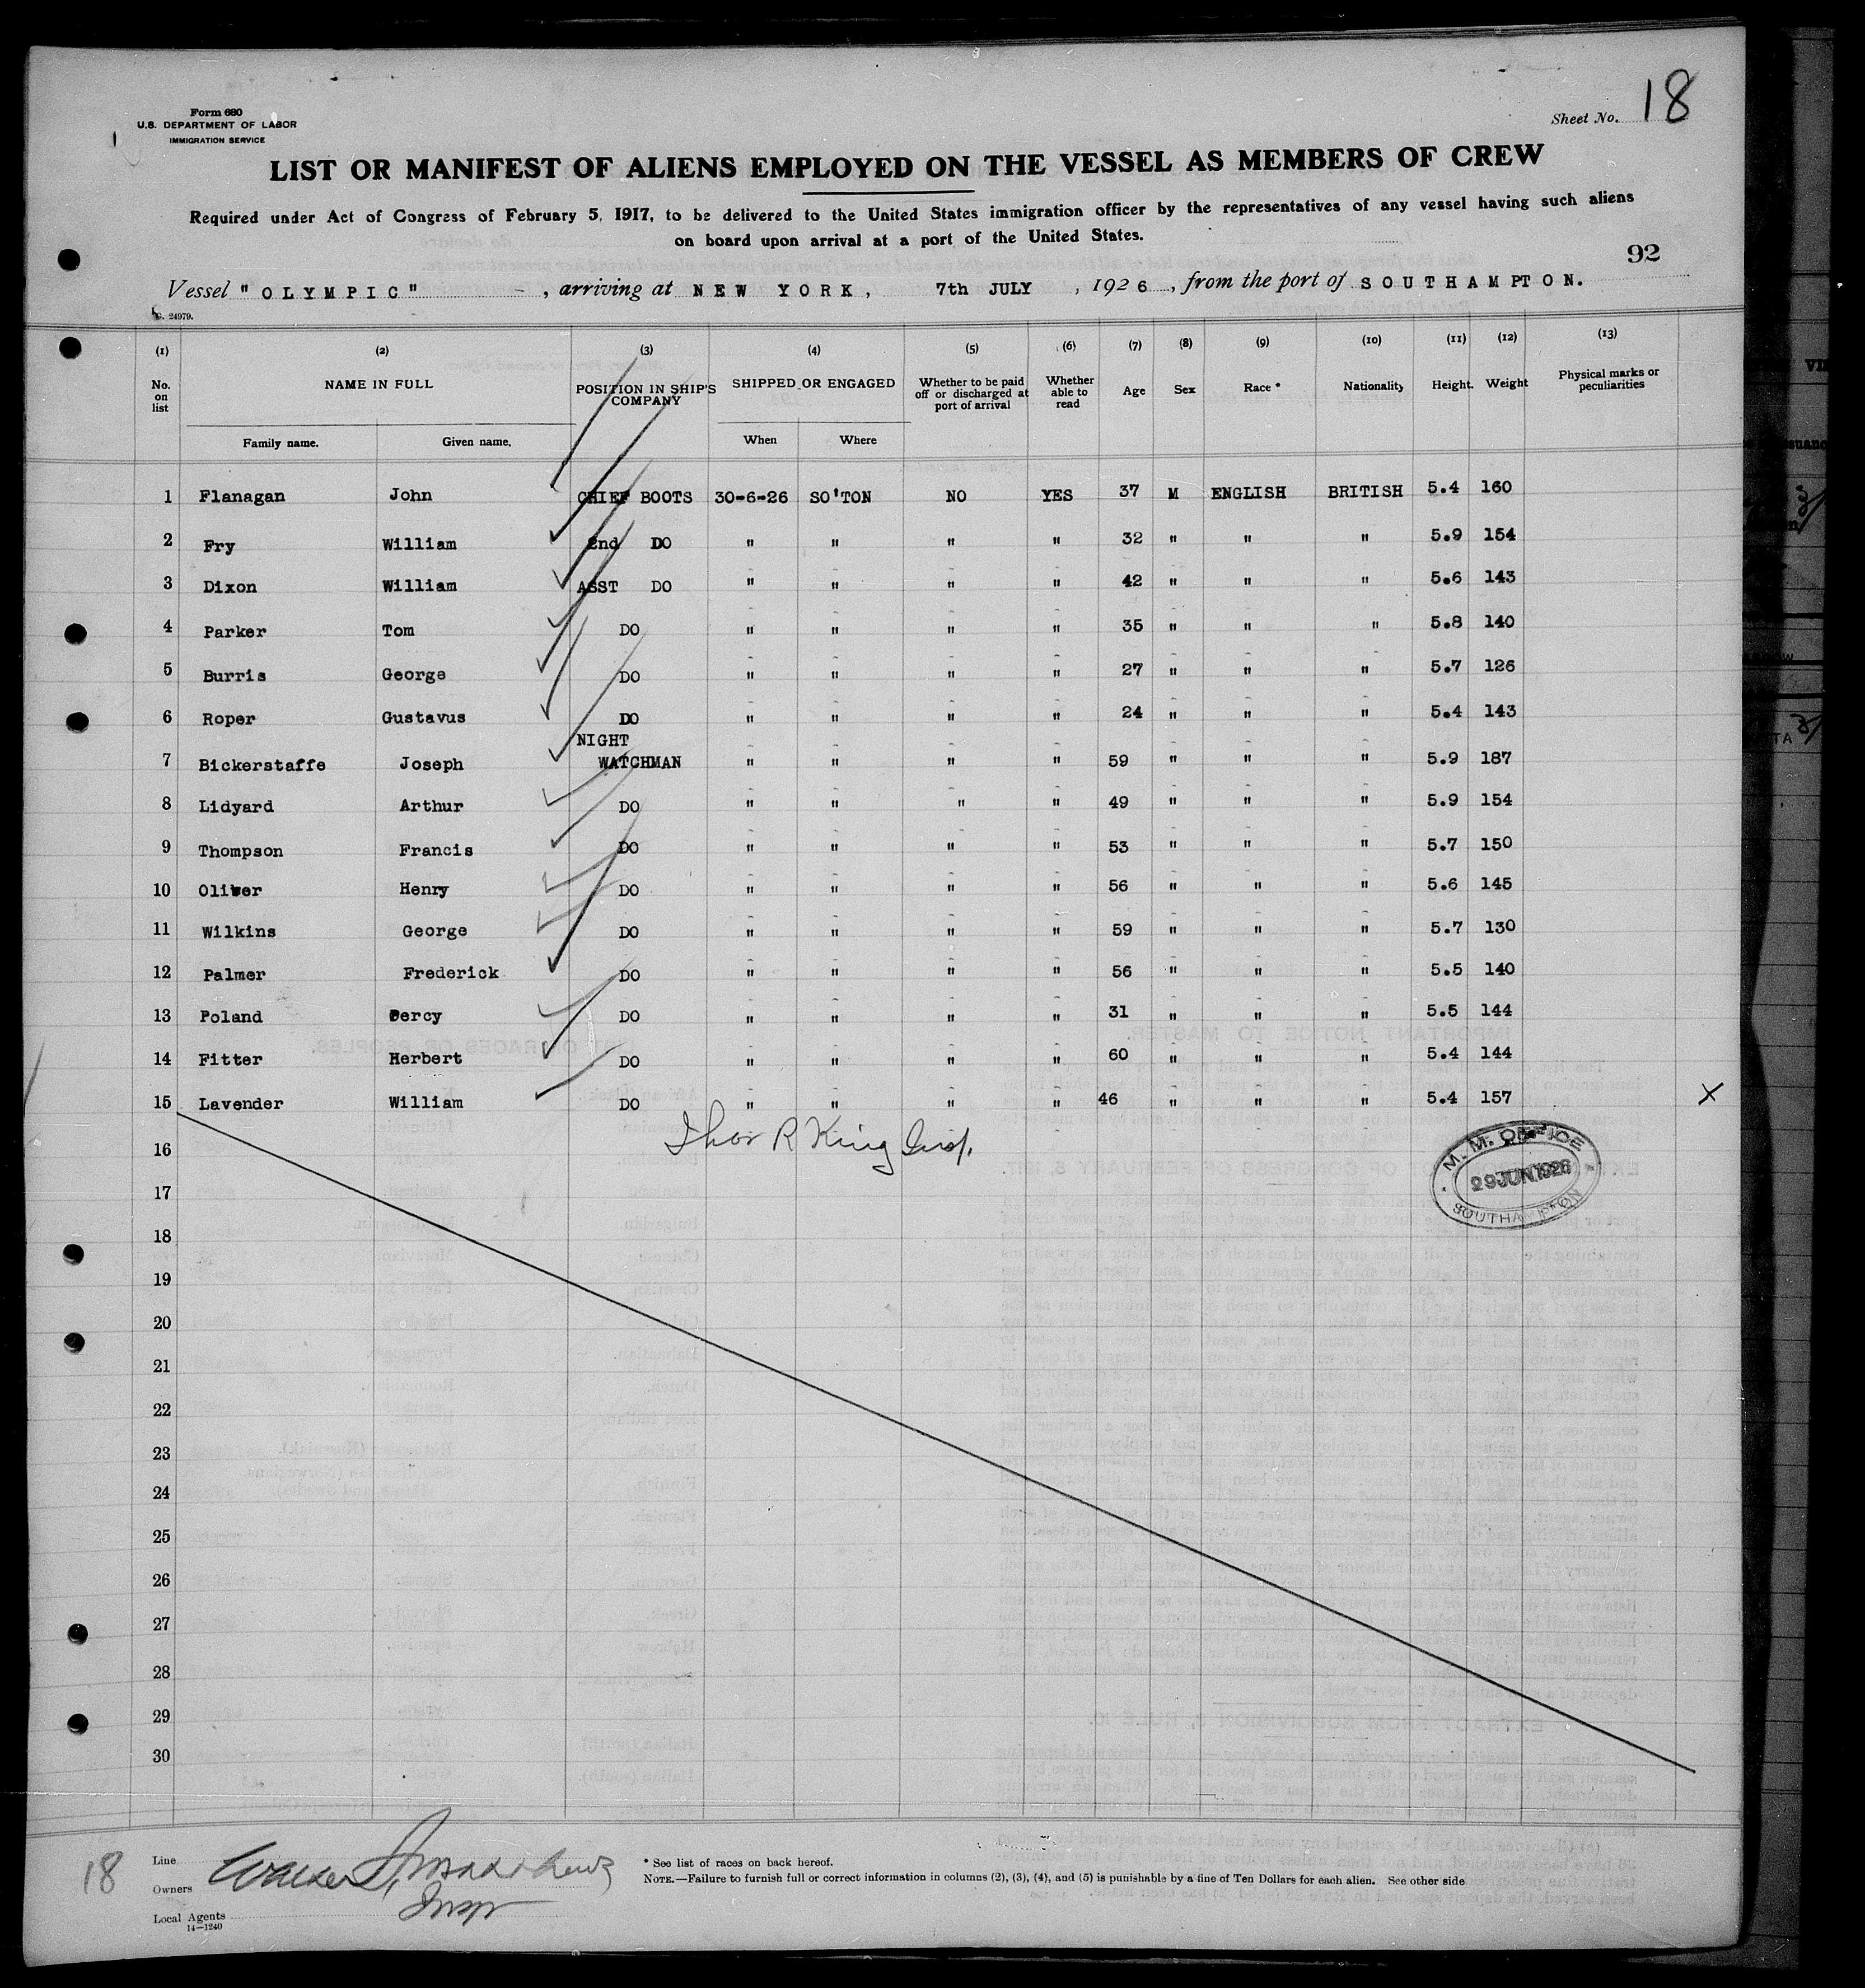 Form 680
U.S. DEPARTMENT OF LABOR
IMMIGRATION SERVICE
Sheet No. 18
LIST OR MANIFEST OF ALIENS EMPLOYED ON THE VESSEL AS MEMBERS OF CREW
Required under Act of Congress of February 5, 1917, to be delivered to the United States immigration officer by the representatives of any vessel having such aliens
on board upon arrival at a port of the United States.
92
Vessel "OLYMPIC", arriving at NEW YORK, 7th JULY, 1926, from the port of SOUTHAMPTON.
24979.
(1) (2) (3) (4) (5) (6) (7) (8) (9) (10) (11) (12) (13)
No. on list NAME IN FULL POSITION IN SHIP'S COMPANY SHIPPED OR ENGAGED Whether to be paid off or discharged at port of arrival Whether able to read Age Sex Race * Nationality Height. Weight Physical marks or peculiarities
Family name. Given name. When Where
1 Flanagan John CHIEF BOOTS 30-6-26 SO'TON NO YES 37 M ENGLISH BRITISH 5.4 160
2 Fry William 2nd DO " " " " 32 " " " 5.9 154
3 Dixon William ASST DO " " " " 42 " " " 5.6 143
4 Parker Tom DO " " " " 35 " " " 5.8 140
5 Burris George DO " " " " 27 " " " 5.7 126
6 Roper Gustavus DO " " " " 24 " " " 5.4 143
7 Bickerstaffe Joseph NIGHT WATCHMAN " " " " 59 " " " 5.9 187
8 Lidyard Arthur DO " " " " 49 " " " 5.9 154
9 Thompson Francis DO " " " " 53 " " " 5.7 150
10 Oliver Henry DO " " " " 56 " " " 5.6 145
11 Wilkins George DO " " " " 59 " " " 5.7 130
12 Palmer Frederick DO " " " " 56 " " " 5.5 140
13 Poland Percy DO " " " " 31 " " " 5.5 144
14 Fitter Herbert DO " " " " 60 " " " 5.4 144
15 Lavender William DO " " " " 46 " " " 5.4 157 X
Thos R King Insp.
M. M. OFFICE
29 JUN 1926
SOUTHAMPTON
16
17
18
19
20
21
22
23
24
25
26
27
28
29
30
18
Line
Owners
Insp
Local Agents
14-1240
* See list of races on back hereof.
NOTE.—Failure to furnish full or correct information in columns (2), (3), (4), and (5) is punishable by a fine of Ten Dollars for each alien. See other side